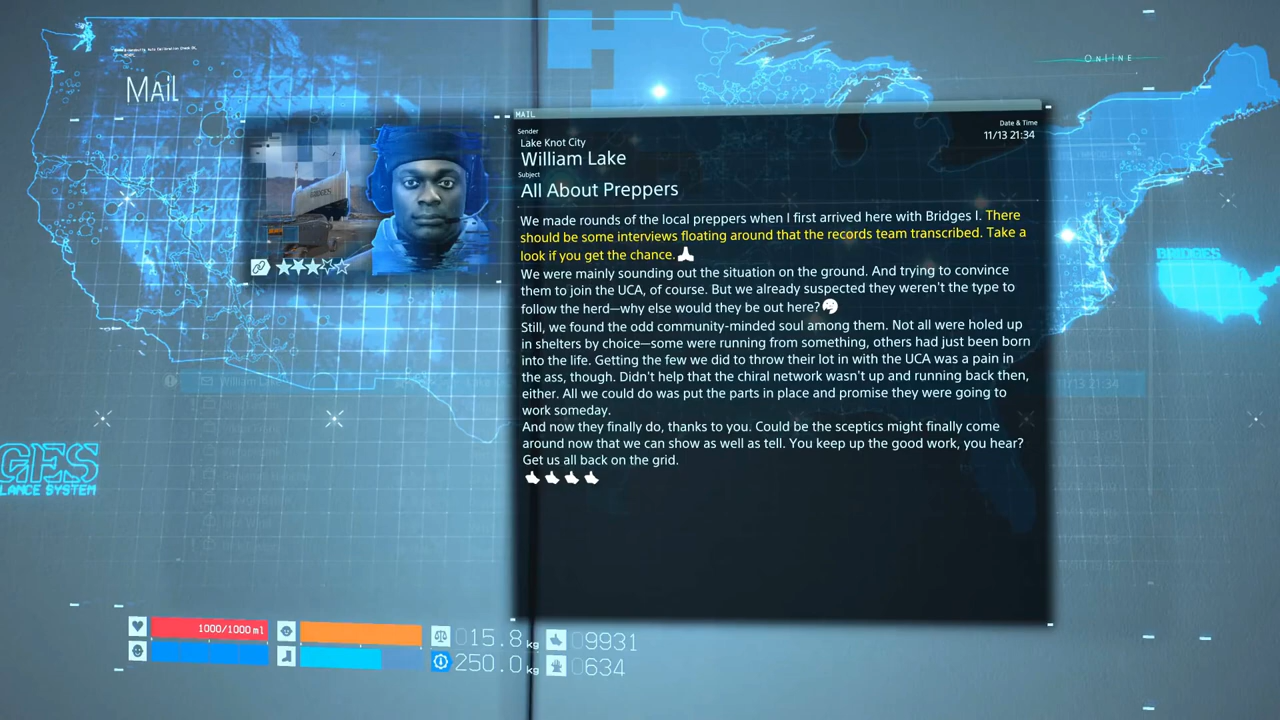 MAiL
OnLiNE
MAIL
Sender
Lake Knot City
William Lake
Subject
All About Preppers
Date & Time
11/13 21:34
We made rounds of the local preppers when I first arrived here with Bridges I. There
should be some interviews floating around that the records team transcribed. Take a
look if you get the chance.
We were mainly sounding out the situation on the ground. And trying to convince
them to join the UCA, of course. But we already suspected they weren't the type to
follow the herd—why else would they be out here?
Still, we found the odd community-minded soul among them. Not all were holed up
in shelters by choice—some were running from something, others had just been born
into the life. Getting the few we did to throw their lot in with the UCA was a pain in
the ass, though. Didn't help that the chiral network wasn't up and running back then,
either. All we could do was put the parts in place and promise they were going to
work someday.
And now they finally do, thanks to you. Could be the sceptics might finally come
around now that we can show as well as tell. You keep up the good work, you hear?
Get us all back on the grid.
BRIDGES
BRIDGES
William La
11/13 21:34
GES
LANCE SYSTEM
1000/1000 ml
015.8 kg
250.0 kg
09931
0634